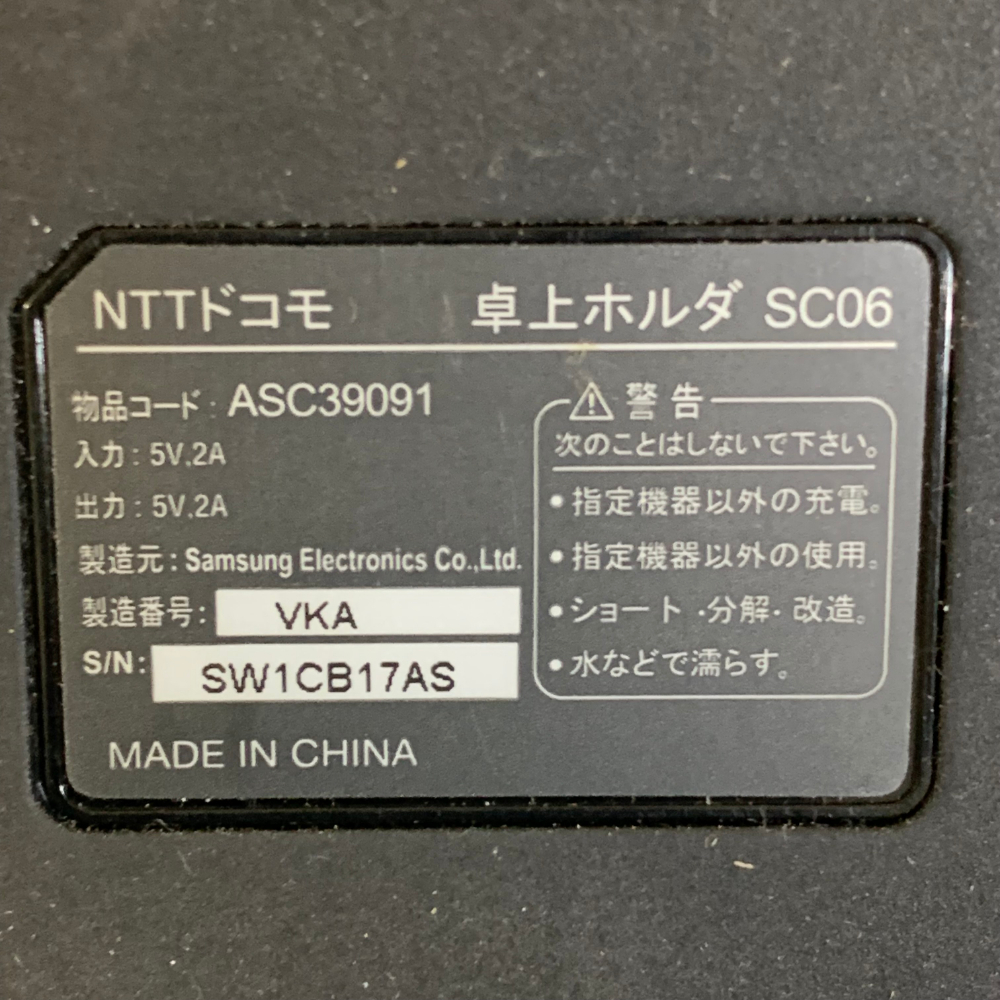 NTTドコモ 卓上ホルダ SC06
物品コード: ASC39091
入力: 5V,2A
出力: 5V,2A
製造元: Samsung Electronics Co.,Ltd.
製造番号: VKA
S/N: SW1CB17AS
MADE IN CHINA
警告
次のことはしないで下さい。
•指定機器以外の充電。
•指定機器以外の使用。
•ショート・分解・改造。
•水などで濡らす。